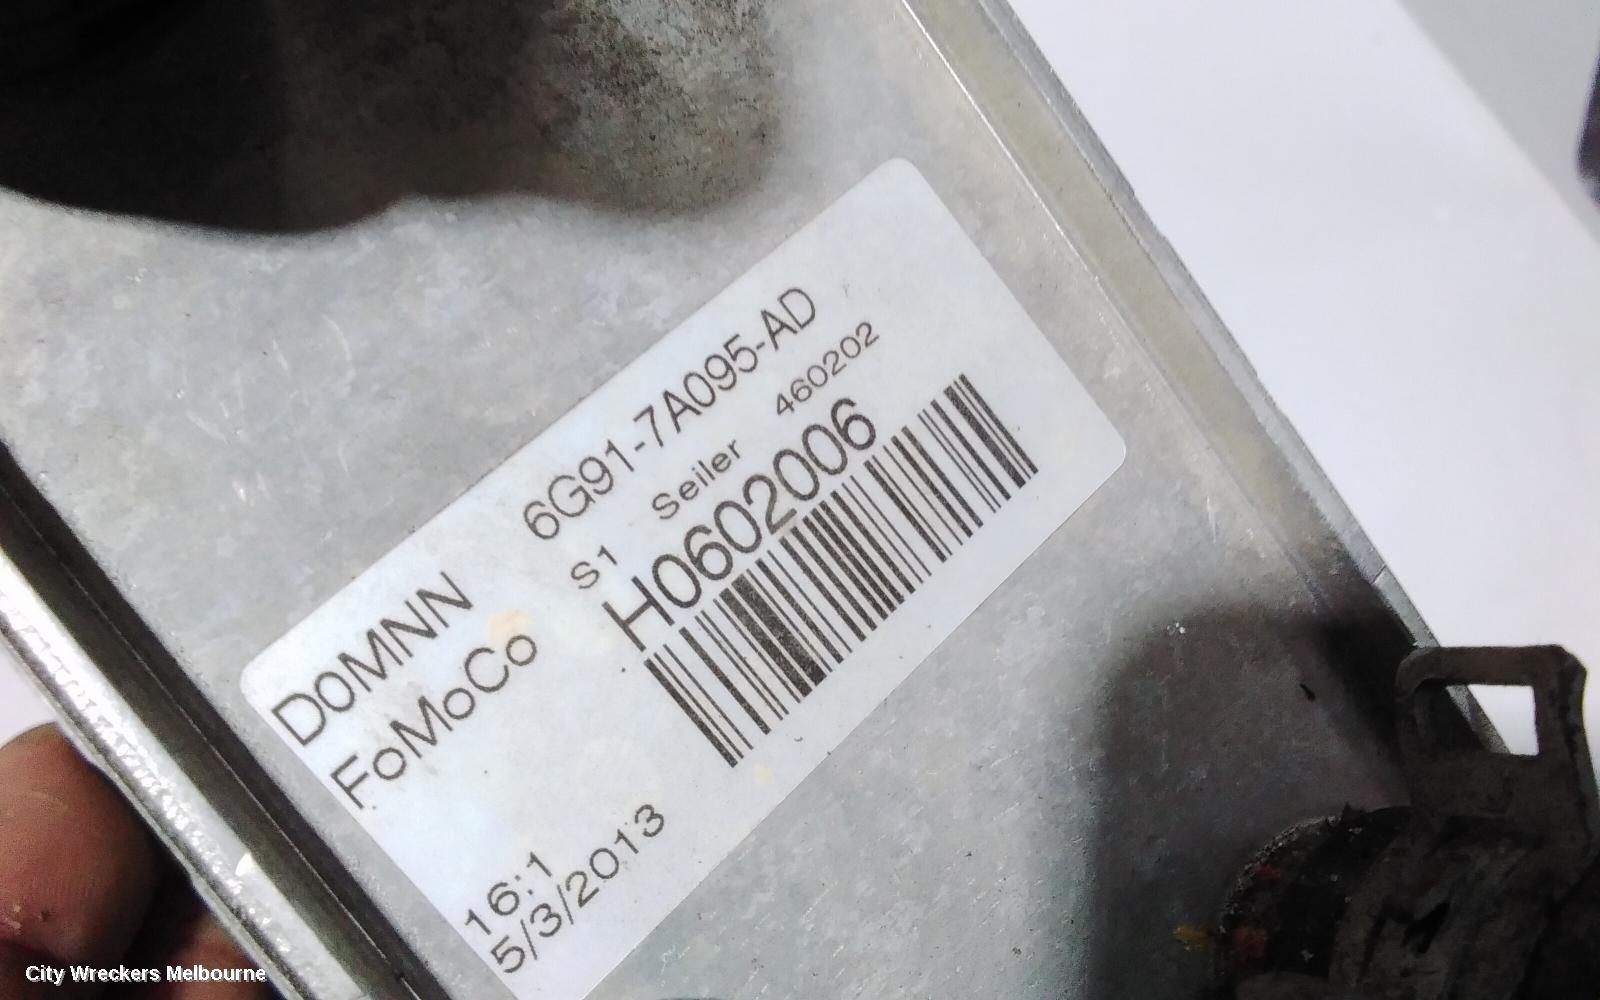 D0MNN 6G91-7A095-AD
FoMoCo S1 Seiler 460202
H0602006
16:1
5/3/2013
City Wreckers Melbourne